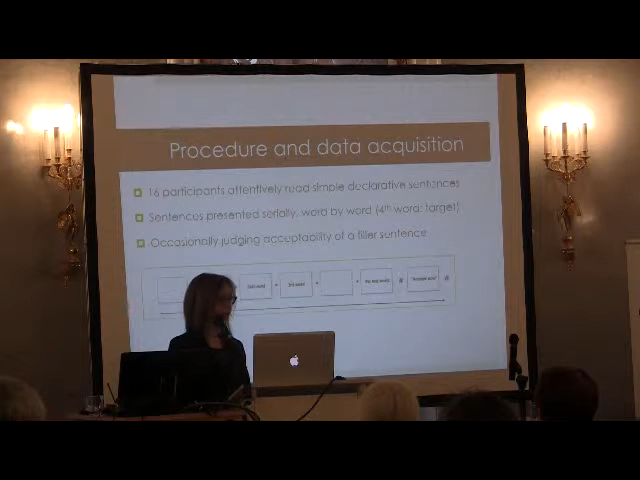 Procedure and data acquisition
16 participants attentively read simple declarative sentences
Sentences presented serially, word by word (4th word: target)
Occasionally judging acceptability of a filler sentence